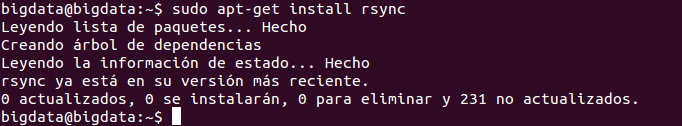 bigdata@bigdata:~$ sudo apt-get install rsync
Leyendo lista de paquetes... Hecho
Creando árbol de dependencias
Leyendo la información de estado... Hecho
rsync ya está en su versión más reciente.
0 actualizados, 0 se instalarán, 0 para eliminar y 231 no actualizados.
bigdata@bigdata:~$